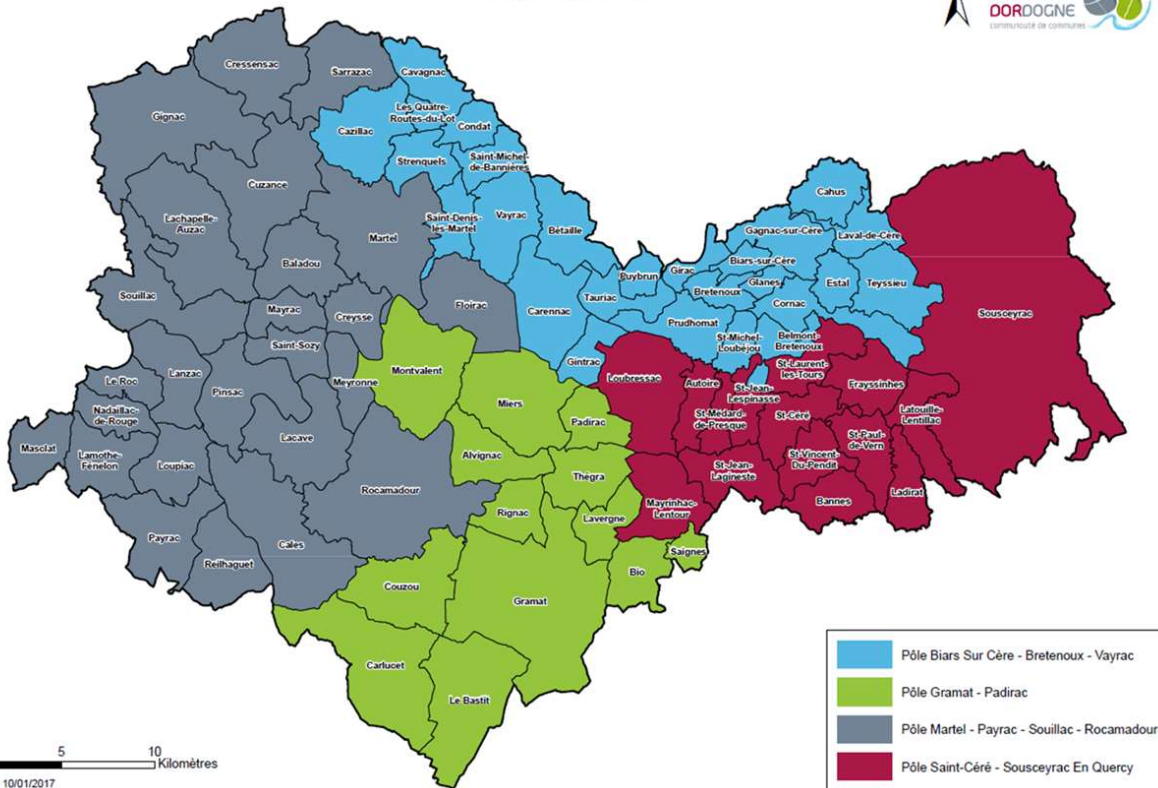 DORDOGNE
communauté de communes
Cressensac
Sarrazac
Cavagnac
Gignac
Les Quatre-
Routes-du-Lot
Cazillac
Condat
Strenquels
Saint-Michel-
de-Bannières
Cuzance
Cahus
Lachapelle-
Auzac
Martel
Saint-Denis-
lès-Martel
Vayrac
Bétaille
Gagnac-sur-Cère
Laval-de-Cère
Baladou
Biars-sur-Cère
Puybrun
Girac
Glanes
Estal
Teyssieu
Souillac
Mayrac
Creysse
Floirac
Carennac
Tauriac
Bretenoux
Cornac
Sousceyrac
Prudhomat
St-Michel-
Loubéjou
Belmont-
Bretenoux
Saint-Sozy
Gintrac
St-Laurent-
les-Tours
Lanzac
Meyronne
Montvalent
Loubressac
Autoire
St-Jean-
Lespinasse
Frayssinhes
Le Roc
Pinsac
Miers
Padirac
St-Médard-
de-Presque
St-Céré
Latouille-
Lentillac
Nadaillac-
de-Rouge
Lacave
St-Paul-
de-Vern
Masclat
Lamothe-
Fénelon
Loupiac
Alvignac
Thégra
St-Jean-
Lagineste
St-Vincent-
Du-Pendit
Rocamadour
Mayrinhac-
Lentour
Bannes
Ladirat
Rignac
Lavergne
Payrac
Reilhaguet
Cales
Saignes
Couzou
Gramat
Bio
Carlucet
Le Bastit
Pôle Biars Sur Cère - Bretenoux - Vayrac
Pôle Gramat - Padirac
Pôle Martel - Payrac - Souillac - Rocamadour
Pôle Saint-Céré - Sousceyrac En Quercy
5 10
Kilomètres
10/01/2017